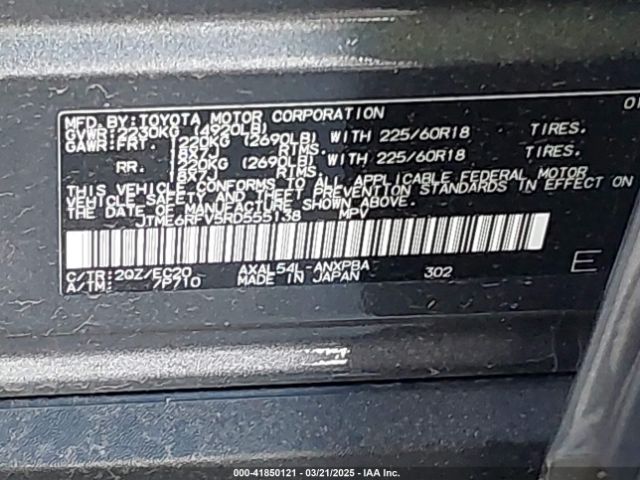 MFD.BY:TOYOTA MOTOR CORPORATION
GVWR:2230KG (4920LB)
GAWR:FRT. 1220KG (2690LB) WITH 225/60R18 TIRES.
18X7J RIMS.
RR. 1220KG (2690LB) WITH 225/60R18 TIRES.
18X7J RIMS.
THIS VEHICLE CONFORMS TO ALL APPLICABLE FEDERAL MOTOR
VEHICLE SAFETY AND THEFT PREVENTION STANDARDS IN EFFECT ON
THE DATE OF MANUFACTURE SHOWN ABOVE.
JTME6RFV5RD555138 MPV
C/TR:2QZ/EC20 AXAL54L-ANXPBA 302 E
A/TM: 7P710 MADE IN JAPAN
000-41850121 - 03/21/2025 - IAA Inc.